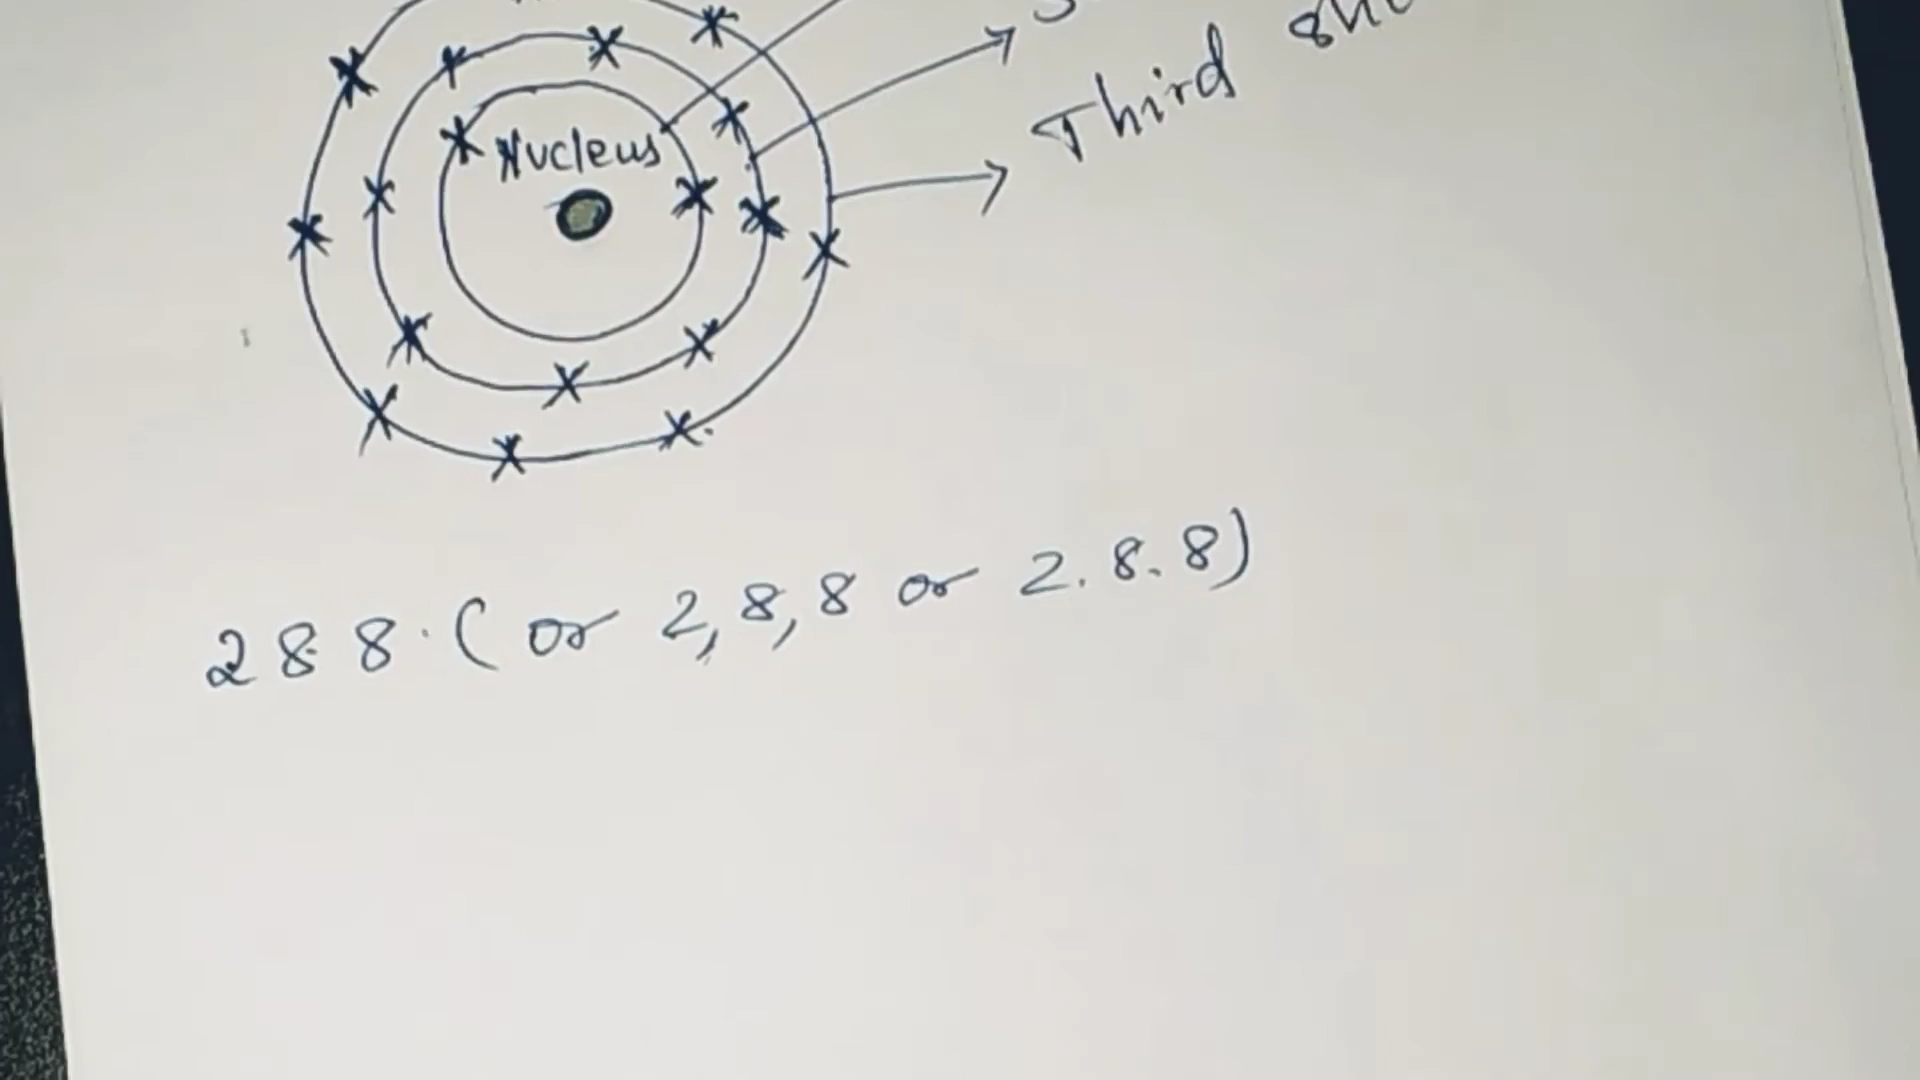 Third
Nucleus
2 8 8 . ( or 2, 8, 8 or 2. 8. 8)